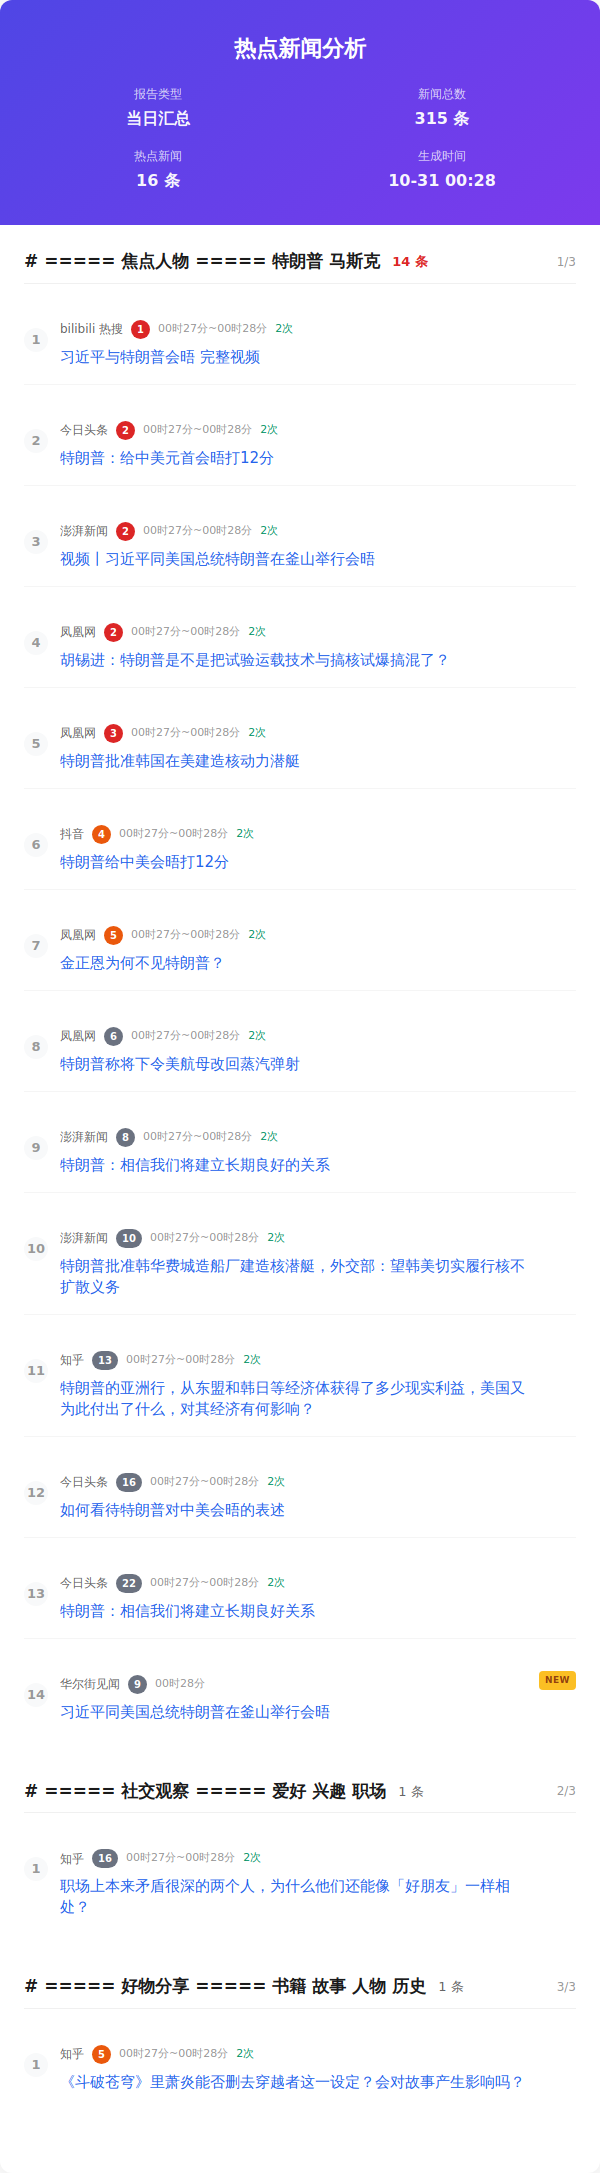 热点新闻分析
报告类型
当日汇总
新闻总数
315 条
热点新闻
16 条
生成时间
10-31 00:28
# ===== 焦点人物 ===== 特朗普 马斯克 14 条 1/3
1
bilibili 热搜 1 00时27分~00时28分 2次
习近平与特朗普会晤 完整视频
2
今日头条 2 00时27分~00时28分 2次
特朗普：给中美元首会晤打12分
3
澎湃新闻 2 00时27分~00时28分 2次
视频丨习近平同美国总统特朗普在釜山举行会晤
4
凤凰网 2 00时27分~00时28分 2次
胡锡进：特朗普是不是把试验运载技术与搞核试爆搞混了？
5
凤凰网 3 00时27分~00时28分 2次
特朗普批准韩国在美建造核动力潜艇
6
抖音 4 00时27分~00时28分 2次
特朗普给中美会晤打12分
7
凤凰网 5 00时27分~00时28分 2次
金正恩为何不见特朗普？
8
凤凰网 6 00时27分~00时28分 2次
特朗普称将下令美航母改回蒸汽弹射
9
澎湃新闻 8 00时27分~00时28分 2次
特朗普：相信我们将建立长期良好的关系
10
澎湃新闻 10 00时27分~00时28分 2次
特朗普批准韩华费城造船厂建造核潜艇，外交部：望韩美切实履行核不
扩散义务
11
知乎 13 00时27分~00时28分 2次
特朗普的亚洲行，从东盟和韩日等经济体获得了多少现实利益，美国又
为此付出了什么，对其经济有何影响？
12
今日头条 16 00时27分~00时28分 2次
如何看待特朗普对中美会晤的表述
13
今日头条 22 00时27分~00时28分 2次
特朗普：相信我们将建立长期良好关系
14
华尔街见闻 9 00时28分 NEW
习近平同美国总统特朗普在釜山举行会晤
# ===== 社交观察 ===== 爱好 兴趣 职场 1 条 2/3
1
知乎 16 00时27分~00时28分 2次
职场上本来矛盾很深的两个人，为什么他们还能像「好朋友」一样相
处？
# ===== 好物分享 ===== 书籍 故事 人物 历史 1 条 3/3
1
知乎 5 00时27分~00时28分 2次
《斗破苍穹》里萧炎能否删去穿越者这一设定？会对故事产生影响吗？